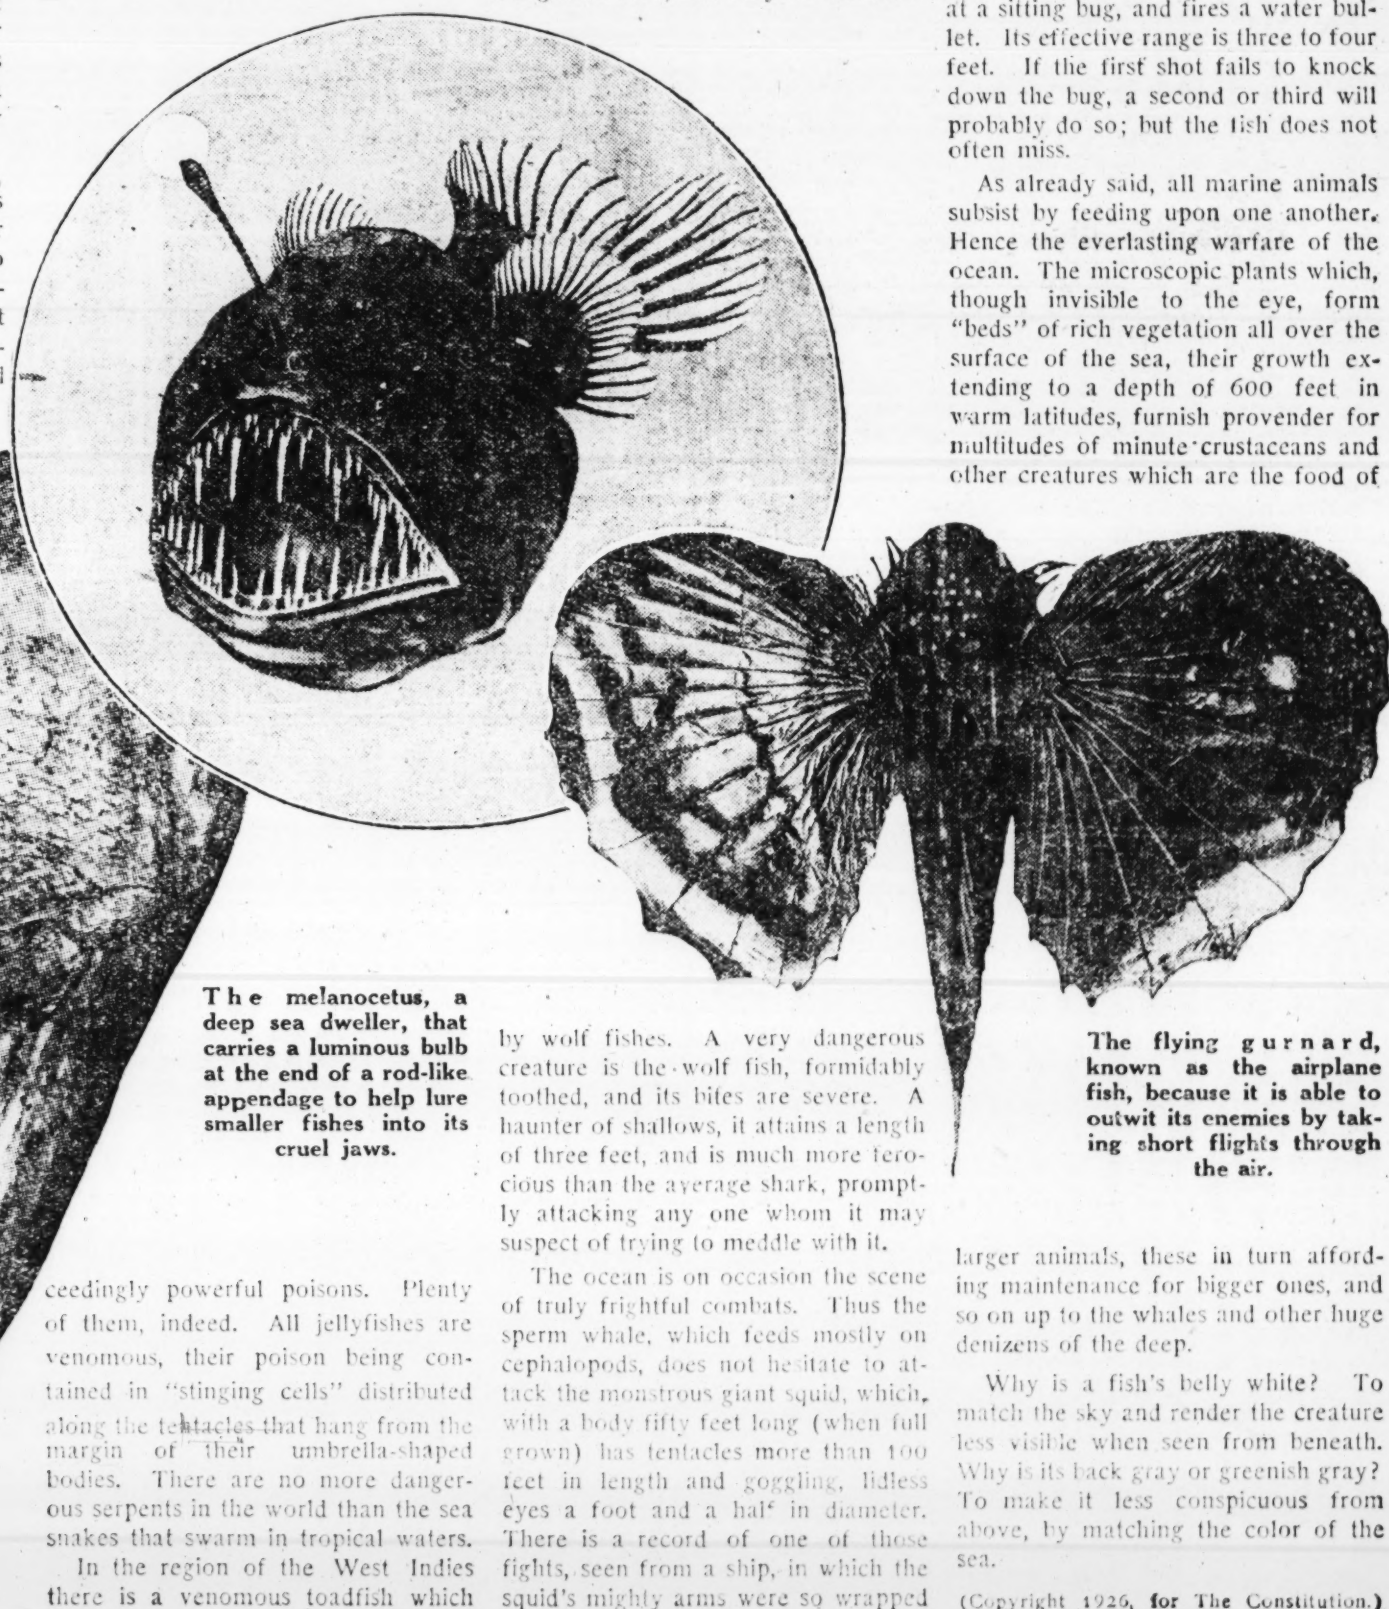 The melanocetus, a
deep sea dweller, that
carries a luminous bulb
at the end of a rod-like
appendage to help lure
smaller fishes into its
cruel jaws.
ceedingly powerful poisons. Plenty
of them, indeed. All jellyfishes are
venomous, their poison being con-
tained in “stinging cells” distributed
along the tentacles that hang from the
margin of their umbrella-shaped
bodies. There are no more danger-
ous serpents in the world than the sea
snakes that swarm in tropical waters.
In the region of the West Indies
there is a venomous toadfish which
by wolf fishes. A very dangerous
creature is the wolf fish, formidably
toothed, and its bites are severe. A
haunter of shallows, it attains a length
of three feet, and is much more fero-
cious than the average shark, prompt-
ly attacking any one whom it may
suspect of trying to meddle with it.
The ocean is on occasion the scene
of truly frightful combats. Thus the
sperm whale, which feeds mostly on
cephalopods, does not hesitate to at-
tack the monstrous giant squid, which,
with a body fifty feet long (when full
grown) has tentacles more than 100
feet in length and goggling, lidless
eyes a foot and a half in diameter.
There is a record of one of those
fights, seen from a ship, in which the
squid's mighty arms were so wrapped
at a sitting bug, and fires a water bul-
let. Its effective range is three to four
feet. If the first shot fails to knock
down the bug, a second or third will
probably do so; but the fish does not
often miss.
As already said, all marine animals
subsist by feeding upon one another.
Hence the everlasting warfare of the
ocean. The microscopic plants which,
though invisible to the eye, form
“beds” of rich vegetation all over the
surface of the sea, their growth ex-
tending to a depth of 600 feet in
warm latitudes, furnish provender for
multitudes of minute crustaceans and
other creatures which are the food of
The flying gurnard,
known as the airplane
fish, because it is able to
outwit its enemies by tak-
ing short flights through
the air.
larger animals, these in turn afford-
ing maintenance for bigger ones, and
so on up to the whales and other huge
denizens of the deep.
Why is a fish's belly white? To
match the sky and render the creature
less visible when seen from beneath.
Why is its back gray or greenish gray?
To make it less conspicuous from
above, by matching the color of the
sea.
(Copyright 1926, for The Constitution.)